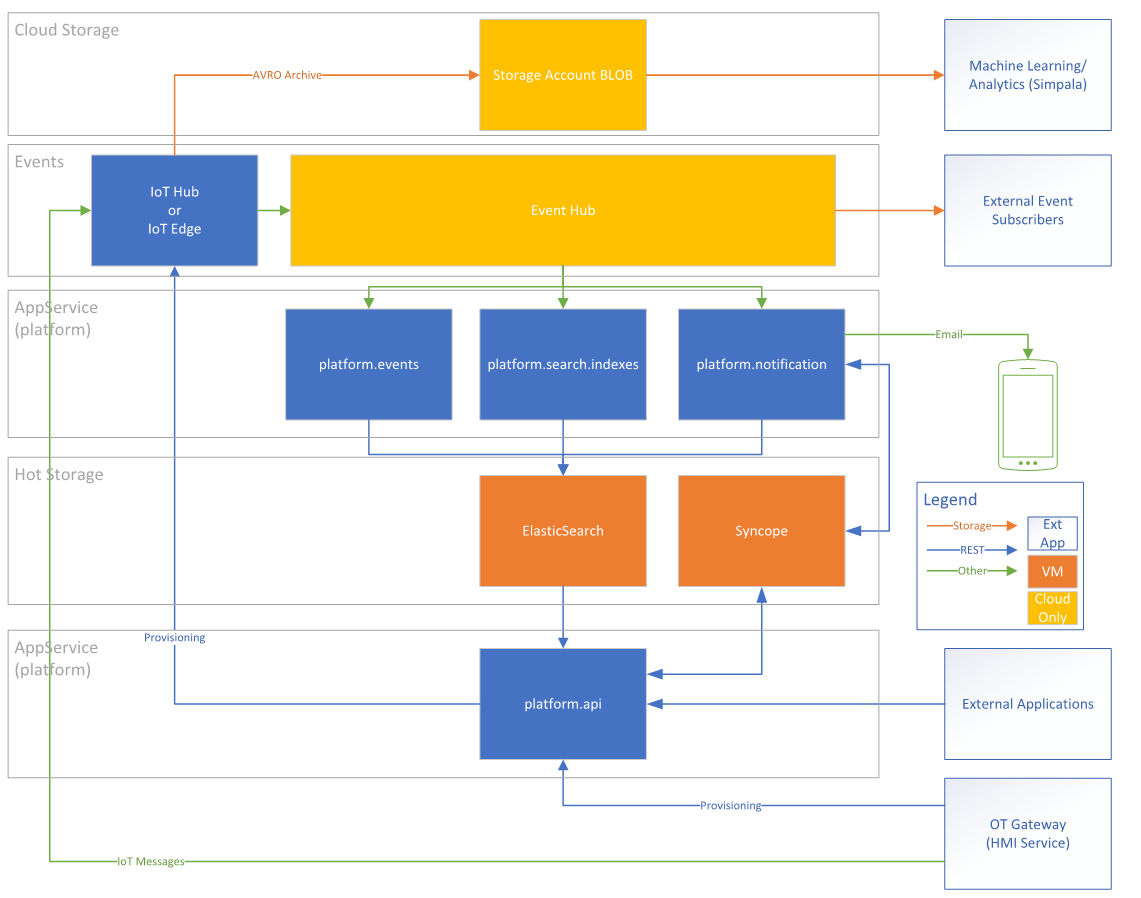 Cloud Storage
AVRO Archive
Storage Account BLOB
Machine Learning/
Analytics (Simpala)
Events
IoT Hub
or
IoT Edge
Event Hub
External Event
Subscribers
AppService
(platform)
platform.events
platform.search.indexes
platform.notification
Email
Hot Storage
ElasticSearch
Syncope
Legend
Storage
REST
Other
Ext
App
VM
Cloud
Only
AppService
(platform)
Provisioning
platform.api
External Applications
Provisioning
OT Gateway
(HMI Service)
IoT Messages